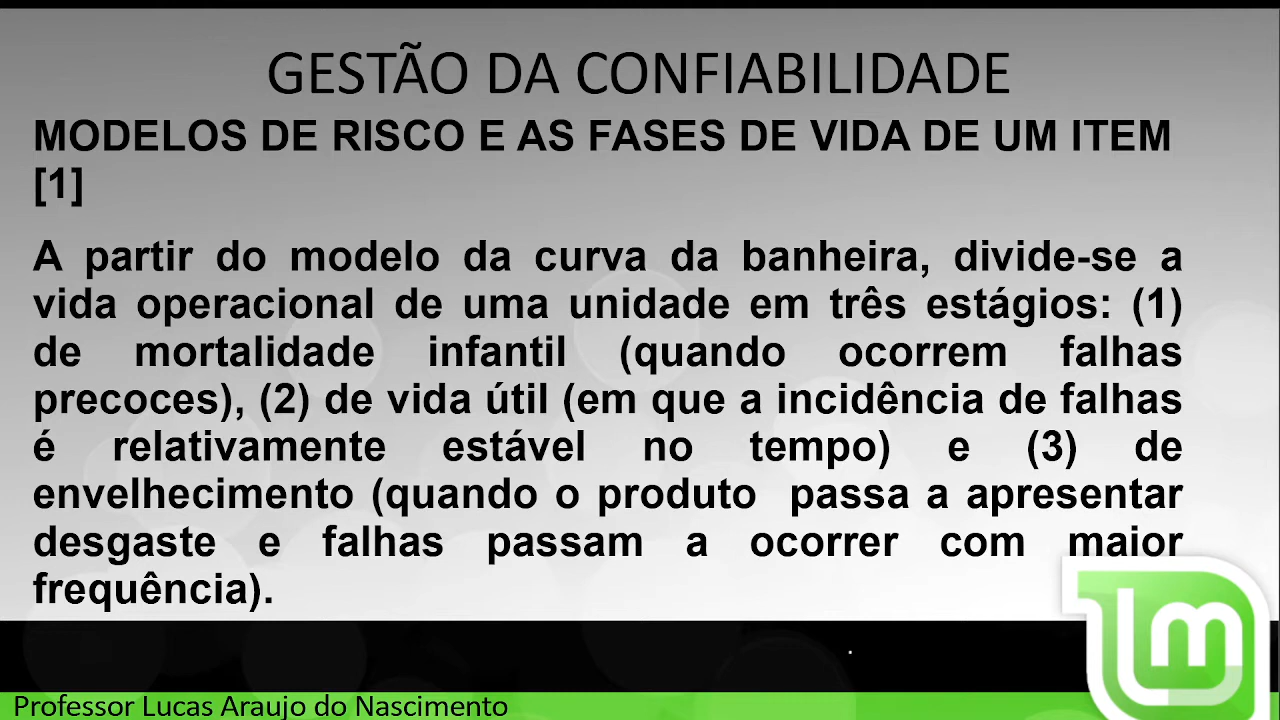 GESTÃO DA CONFIABILIDADE
MODELOS DE RISCO E AS FASES DE VIDA DE UM ITEM
[1]
A partir do modelo da curva da banheira, divide-se a
vida operacional de uma unidade em três estágios: (1)
de mortalidade infantil (quando ocorrem falhas
precoces), (2) de vida útil (em que a incidência de falhas
é relativamente estável no tempo) e (3) de
envelhecimento (quando o produto passa a apresentar
desgaste e falhas passam a ocorrer com maior
frequência).
.
Professor Lucas Araujo do Nascimento